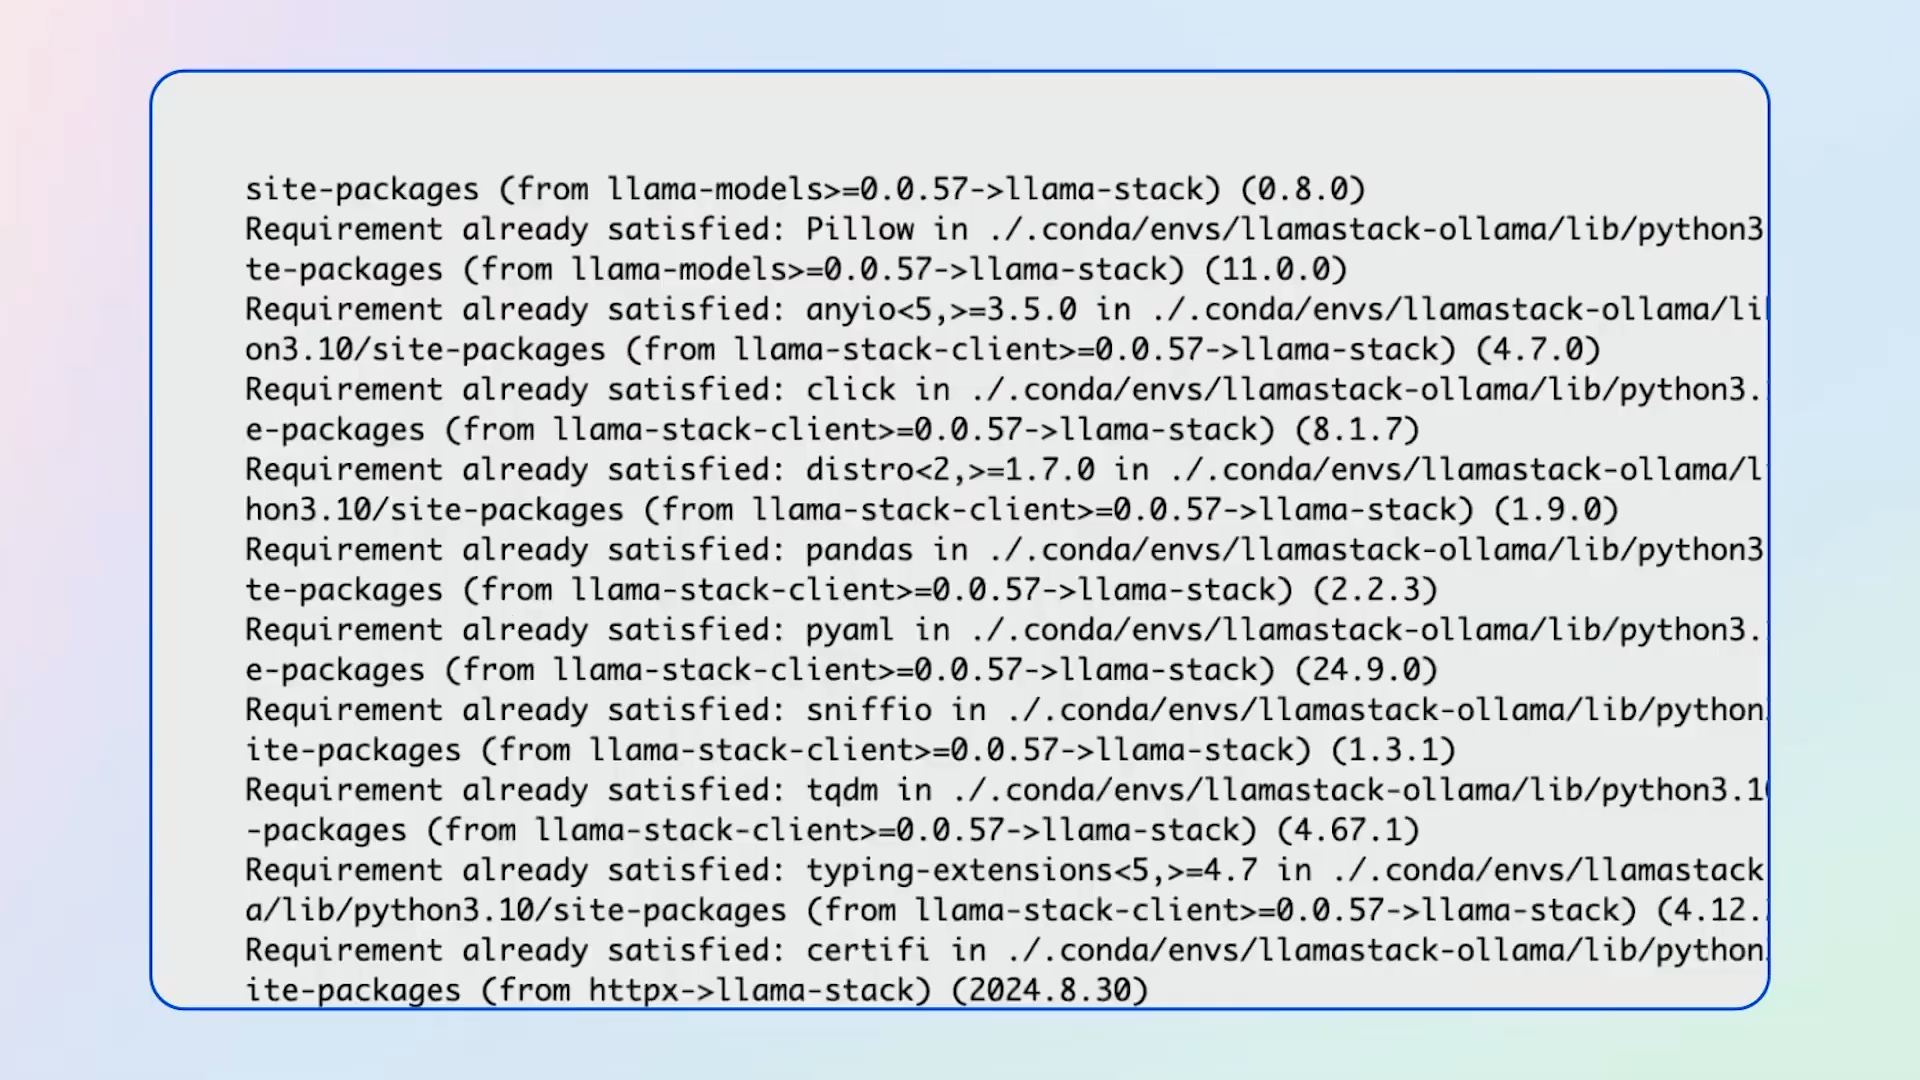 site-packages (from llama-models>=0.0.57->llama-stack) (0.8.0)
Requirement already satisfied: Pillow in ./.conda/envs/llamastack-ollama/lib/python3
te-packages (from llama-models>=0.0.57->llama-stack) (11.0.0)
Requirement already satisfied: anyio<5,>=3.5.0 in ./.conda/envs/llamastack-ollama/li
on3.10/site-packages (from llama-stack-client>=0.0.57->llama-stack) (4.7.0)
Requirement already satisfied: click in ./.conda/envs/llamastack-ollama/lib/python3.
e-packages (from llama-stack-client>=0.0.57->llama-stack) (8.1.7)
Requirement already satisfied: distro<2,>=1.7.0 in ./.conda/envs/llamastack-ollama/l
hon3.10/site-packages (from llama-stack-client>=0.0.57->llama-stack) (1.9.0)
Requirement already satisfied: pandas in ./.conda/envs/llamastack-ollama/lib/python3
te-packages (from llama-stack-client>=0.0.57->llama-stack) (2.2.3)
Requirement already satisfied: pyaml in ./.conda/envs/llamastack-ollama/lib/python3.
e-packages (from llama-stack-client>=0.0.57->llama-stack) (24.9.0)
Requirement already satisfied: sniffio in ./.conda/envs/llamastack-ollama/lib/python
ite-packages (from llama-stack-client>=0.0.57->llama-stack) (1.3.1)
Requirement already satisfied: tqdm in ./.conda/envs/llamastack-ollama/lib/python3.10
-packages (from llama-stack-client>=0.0.57->llama-stack) (4.67.1)
Requirement already satisfied: typing-extensions<5,>=4.7 in ./.conda/envs/llamastack
a/lib/python3.10/site-packages (from llama-stack-client>=0.0.57->llama-stack) (4.12.
Requirement already satisfied: certifi in ./.conda/envs/llamastack-ollama/lib/python
ite-packages (from httpx->llama-stack) (2024.8.30)